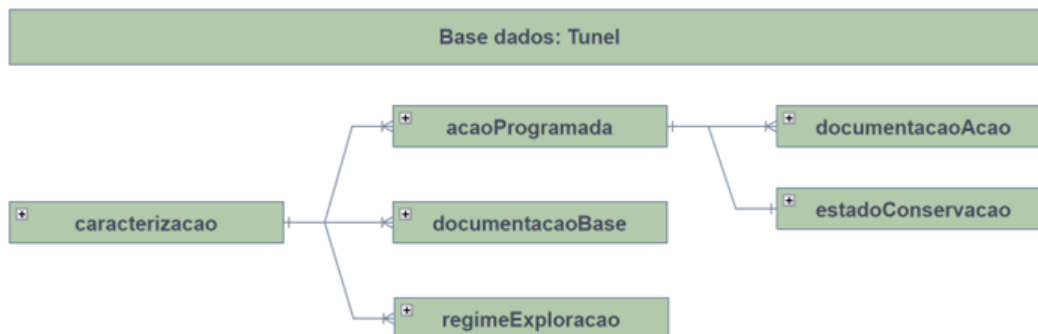 Base dados: Tunel
acaoProgramada
documentacaoAcao
caracterizacao
documentacaoBase
estadoConservacao
regimeExploracao